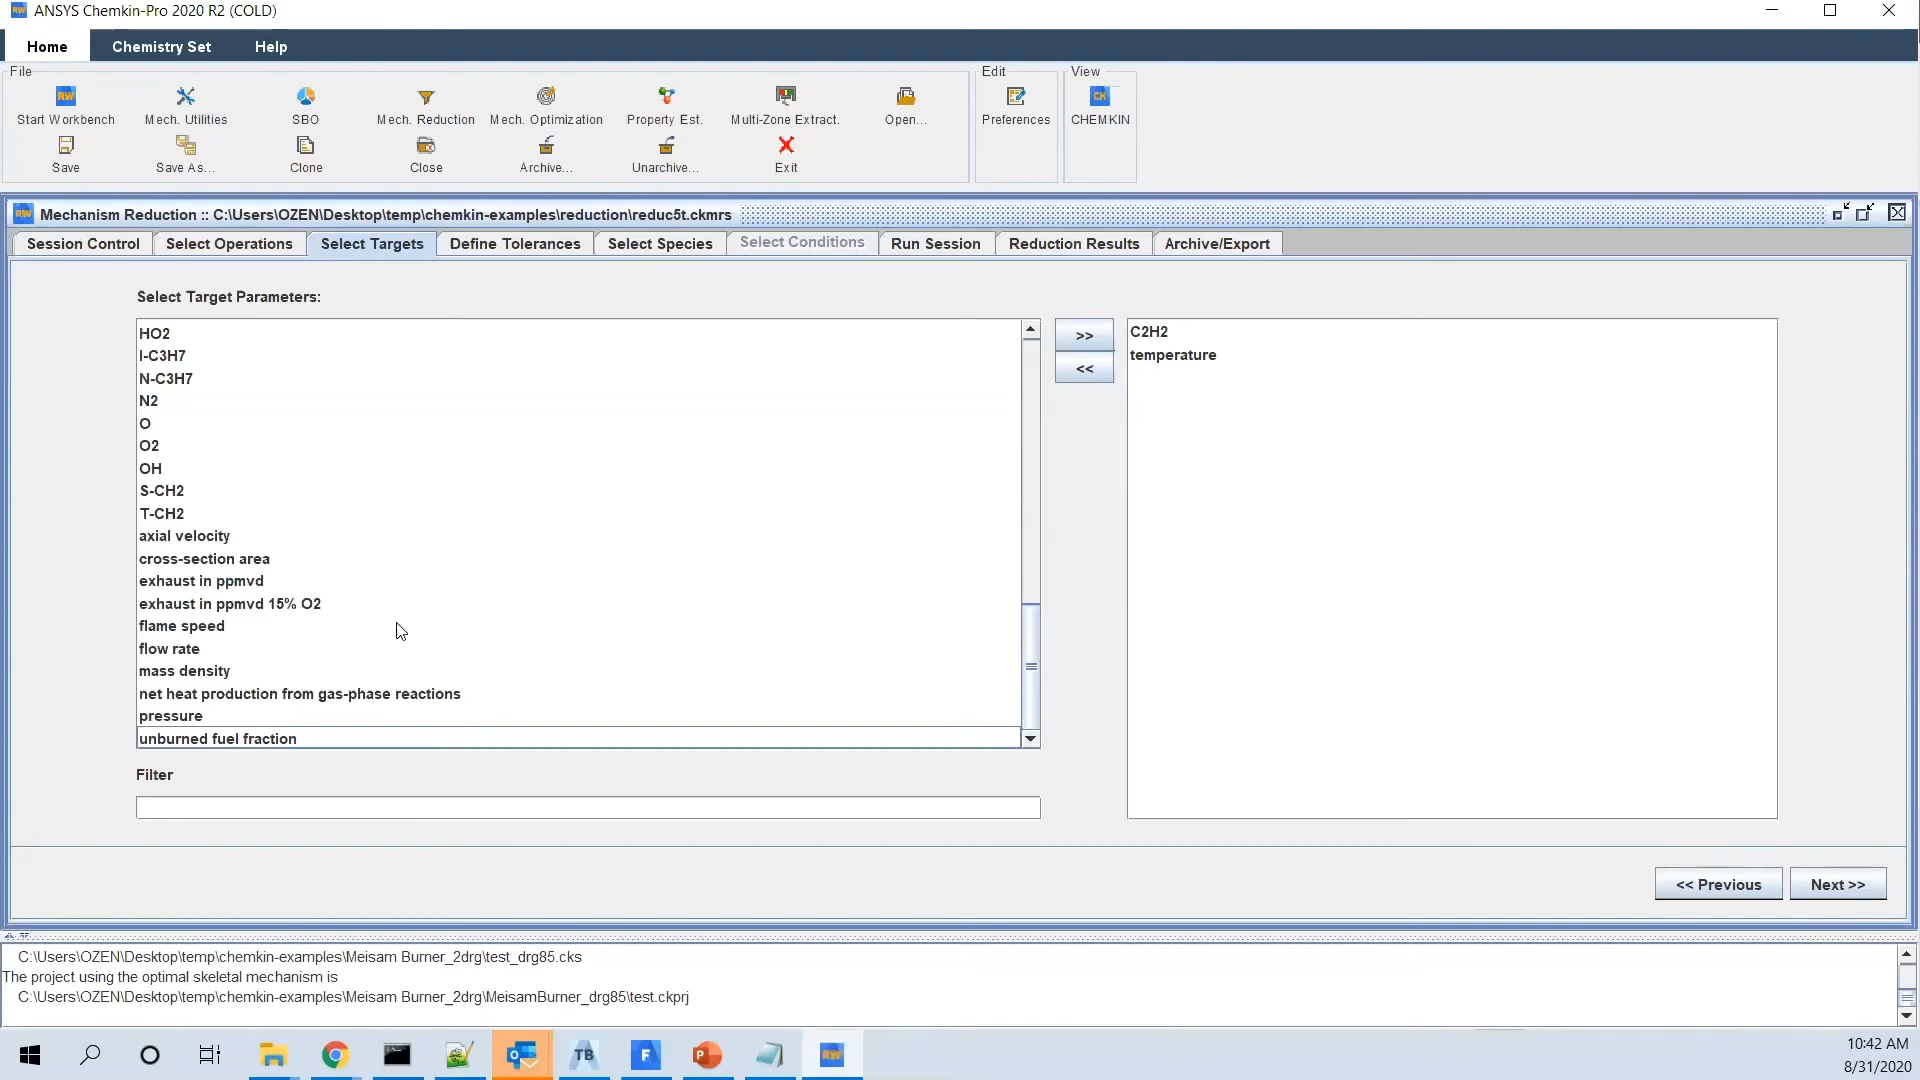 ANSYS Chemkin-Pro 2020 R2 (COLD)
Home Chemistry Set Help
File Edit View
Start Workbench Mech. Utilities SBO Mech. Reduction Mech. Optimization Property Est. Multi-Zone Extract. Open... Preferences CHEMKIN
Save Save As... Clone Close Archive... Unarchive... Exit
Mechanism Reduction :: C:\Users\OZEN\Desktop\temp\chemkin-examples\reduction\reduc5t.ckmrs
Session Control Select Operations Select Targets Define Tolerances Select Species Select Conditions Run Session Reduction Results Archive/Export
Select Target Parameters:
HO2
I-C3H7
N-C3H7
N2
O
O2
OH
S-CH2
T-CH2
axial velocity
cross-section area
exhaust in ppmvd
exhaust in ppmvd 15% O2
flame speed
flow rate
mass density
net heat production from gas-phase reactions
pressure
unburned fuel fraction
>>
<<
C2H2
temperature
Filter
<< Previous Next >>
C:\Users\OZEN\Desktop\temp\chemkin-examples\Meisam Burner_2drg\test_drg85.cks
The project using the optimal skeletal mechanism is
C:\Users\OZEN\Desktop\temp\chemkin-examples\Meisam Burner_2drg\MeisamBurner_drg85\test.ckprj
10:42 AM
8/31/2020